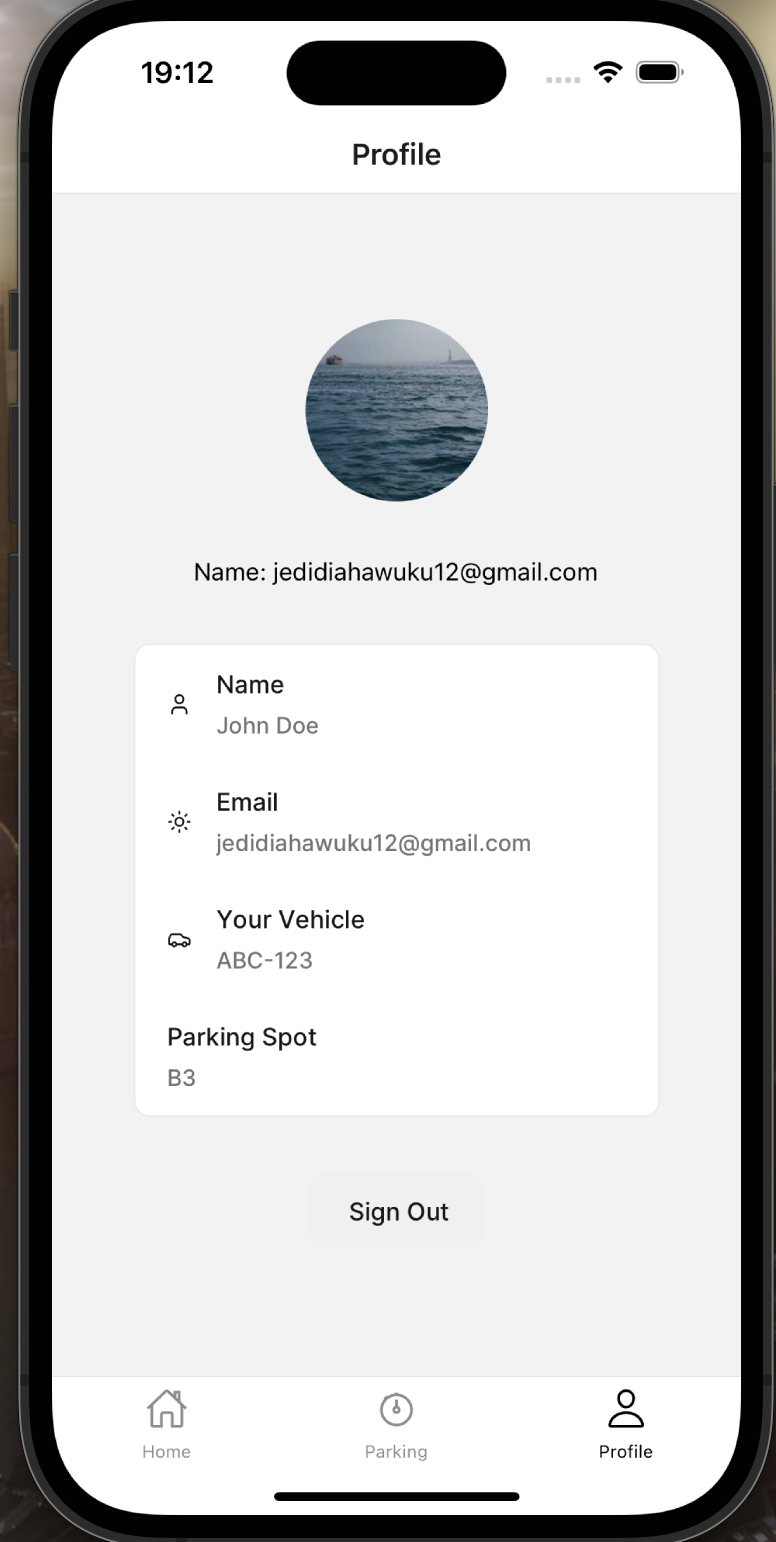 19:12
Profile
Name: jedidiahawuku12@gmail.com
Name
John Doe
Email
jedidiahawuku12@gmail.com
Your Vehicle
ABC-123
Parking Spot
B3
Sign Out
Home
Parking
Profile